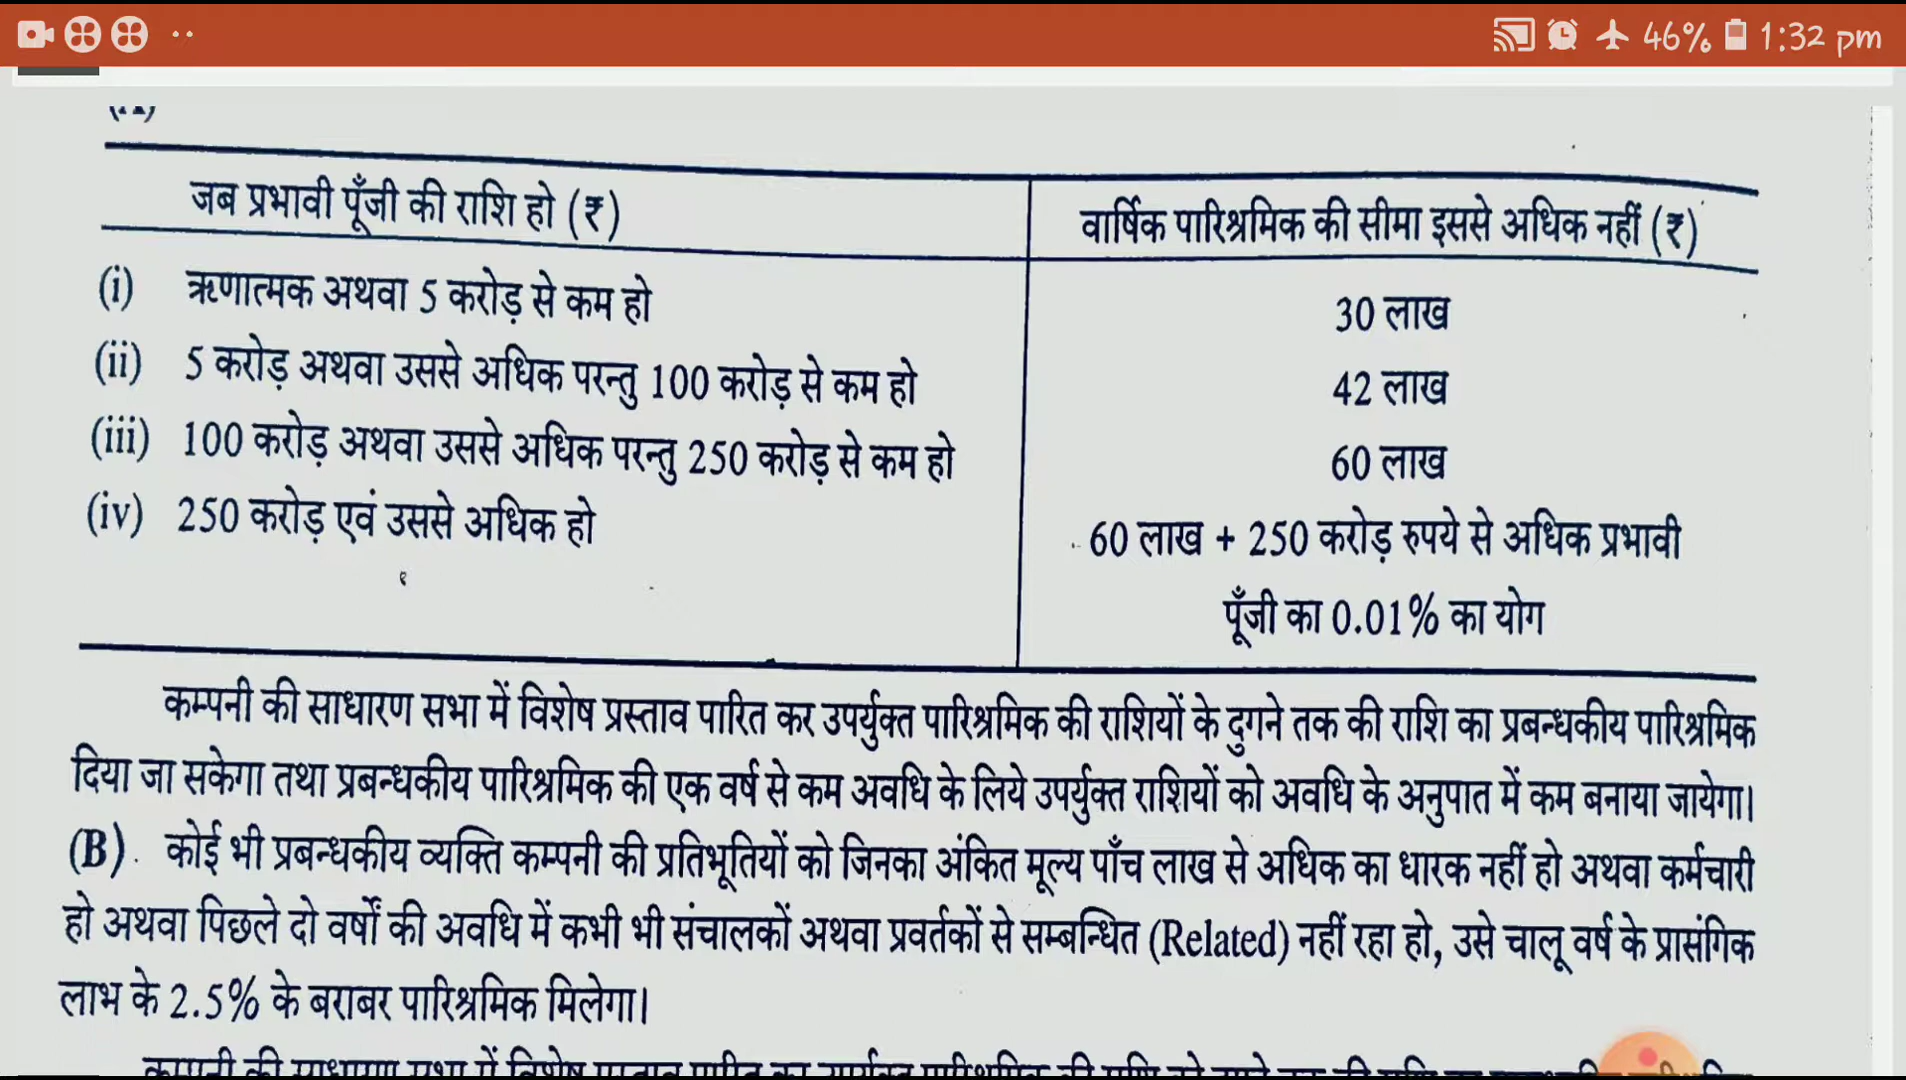 46% 1:32 pm
जब प्रभावी पूँजी की राशि हो (₹) वार्षिक पारिश्रमिक की सीमा इससे अधिक नहीं (₹)
(i) ऋणात्मक अथवा 5 करोड़ से कम हो 30 लाख
(ii) 5 करोड़ अथवा उससे अधिक परन्तु 100 करोड़ से कम हो 42 लाख
(iii) 100 करोड़ अथवा उससे अधिक परन्तु 250 करोड़ से कम हो 60 लाख
(iv) 250 करोड़ एवं उससे अधिक हो 60 लाख + 250 करोड़ रुपये से अधिक प्रभावी
पूँजी का 0.01% का योग
कम्पनी की साधारण सभा में विशेष प्रस्ताव पारित कर उपर्युक्त पारिश्रमिक की राशियों के दुगने तक की राशि का प्रबन्धकीय पारिश्रमिक
दिया जा सकेगा तथा प्रबन्धकीय पारिश्रमिक की एक वर्ष से कम अवधि के लिये उपर्युक्त राशियों को अवधि के अनुपात में कम बनाया जायेगा।
(B) कोई भी प्रबन्धकीय व्यक्ति कम्पनी की प्रतिभूतियों को जिनका अंकित मूल्य पाँच लाख से अधिक का धारक नहीं हो अथवा कर्मचारी
हो अथवा पिछले दो वर्षों की अवधि में कभी भी संचालकों अथवा प्रवर्तकों से सम्बन्धित (Related) नहीं रहा हो, उसे चालू वर्ष के प्रासंगिक
लाभ के 2.5% के बराबर पारिश्रमिक मिलेगा।